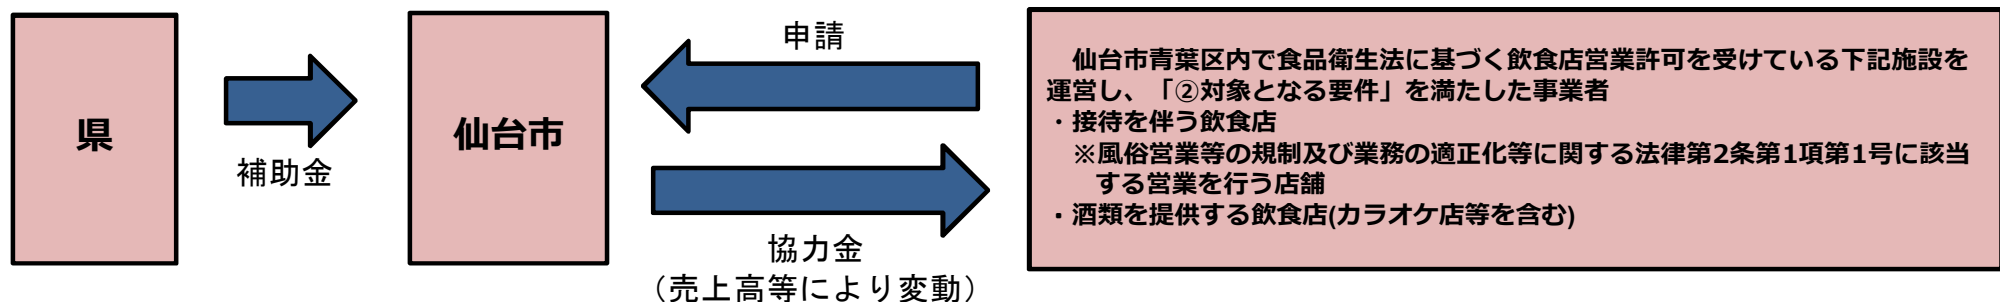 県
補助金
仙台市
申請
協力金
（売上高等により変動）
　仙台市青葉区内で食品衛生法に基づく飲食店営業許可を受けている下記施設を
運営し、「②対象となる要件」を満たした事業者
・接待を伴う飲食店
※風俗営業等の規制及び業務の適正化等に関する法律第2条第1項第1号に該当
する営業を行う店舗
・酒類を提供する飲食店(カラオケ店等を含む)